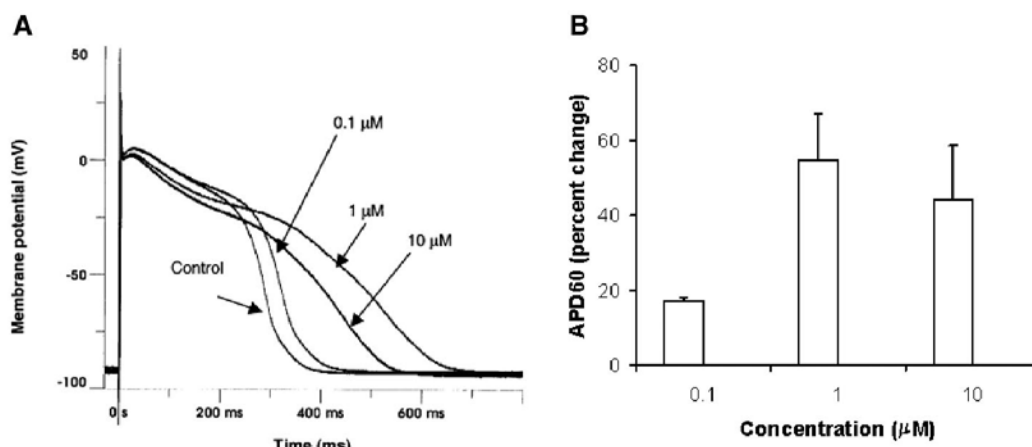 A
50
0
-50
-100
Membrane potential (mV)
0.1 μM
1 μM
10 μM
Control
0 s
200 ms
400 ms
600 ms
Time (ms)
B
80
60
40
20
0
APD60 (percent change)
0.1
1
10
Concentration (μM)